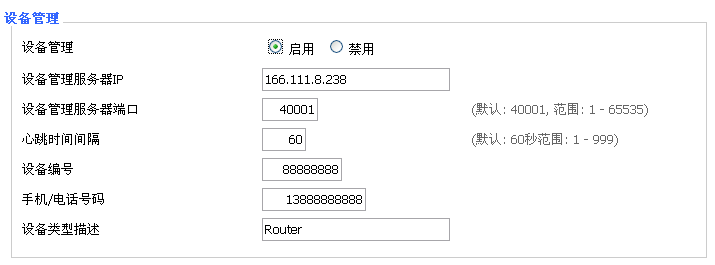 设备管理
设备管理 启用 禁用
设备管理服务器IP 166.111.8.238
设备管理服务器端口 40001 (默认: 40001, 范围: 1 - 65535)
心跳时间间隔 60 (默认: 60秒范围: 1 - 999)
设备编号 88888888
手机/电话号码 13888888888
设备类型描述 Router